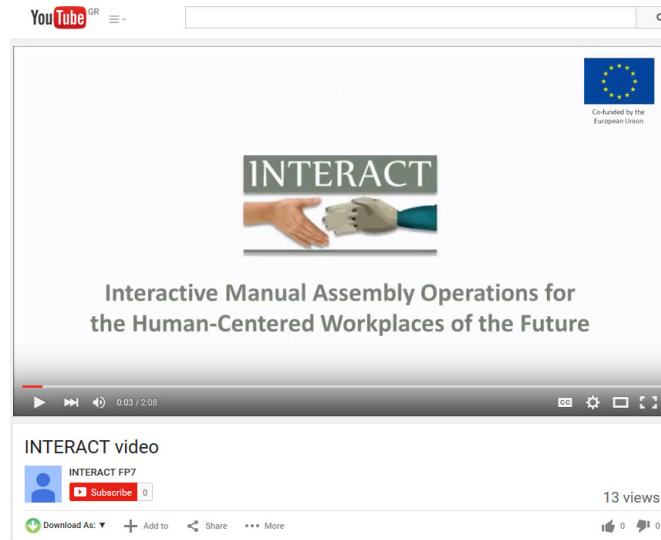 YouTube GR
Co-funded by the
European Union
INTERACT
Interactive Manual Assembly Operations for
the Human-Centered Workplaces of the Future
0:03 / 2:08
CC
INTERACT video
INTERACT FP7
Subscribe 0
13 views
Download As: ▼ Add to Share More
0 0